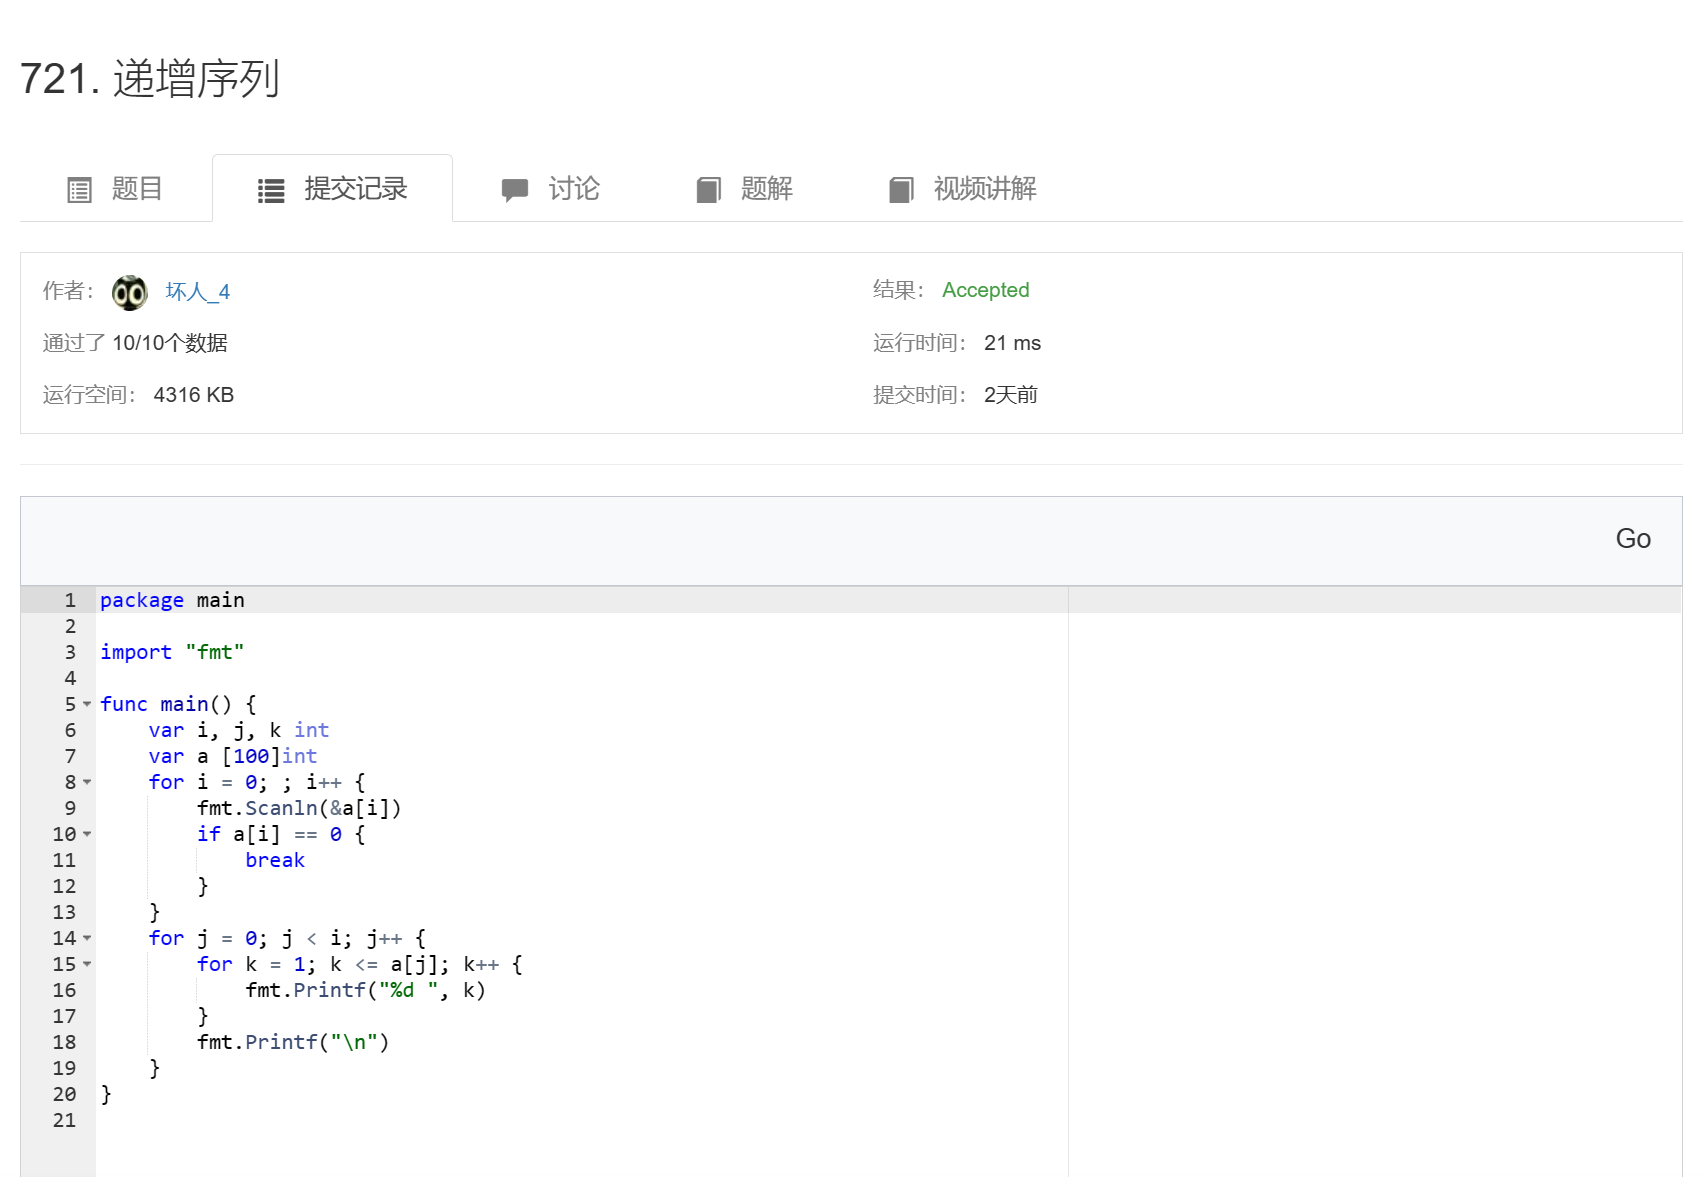 721. 递增序列
题目 提交记录 讨论 题解 视频讲解
作者： 坏人_4 结果： Accepted
通过了 10/10个数据 运行时间： 21 ms
运行空间： 4316 KB 提交时间： 2天前
Go
1 package main
2
3 import "fmt"
4
5 func main() {
6     var i, j, k int
7     var a [100]int
8     for i = 0; ; i++ {
9         fmt.Scanln(&a[i])
10         if a[i] == 0 {
11             break
12         }
13     }
14     for j = 0; j < i; j++ {
15         for k = 1; k <= a[j]; k++ {
16             fmt.Printf("%d ", k)
17         }
18         fmt.Printf("\n")
19     }
20 }
21